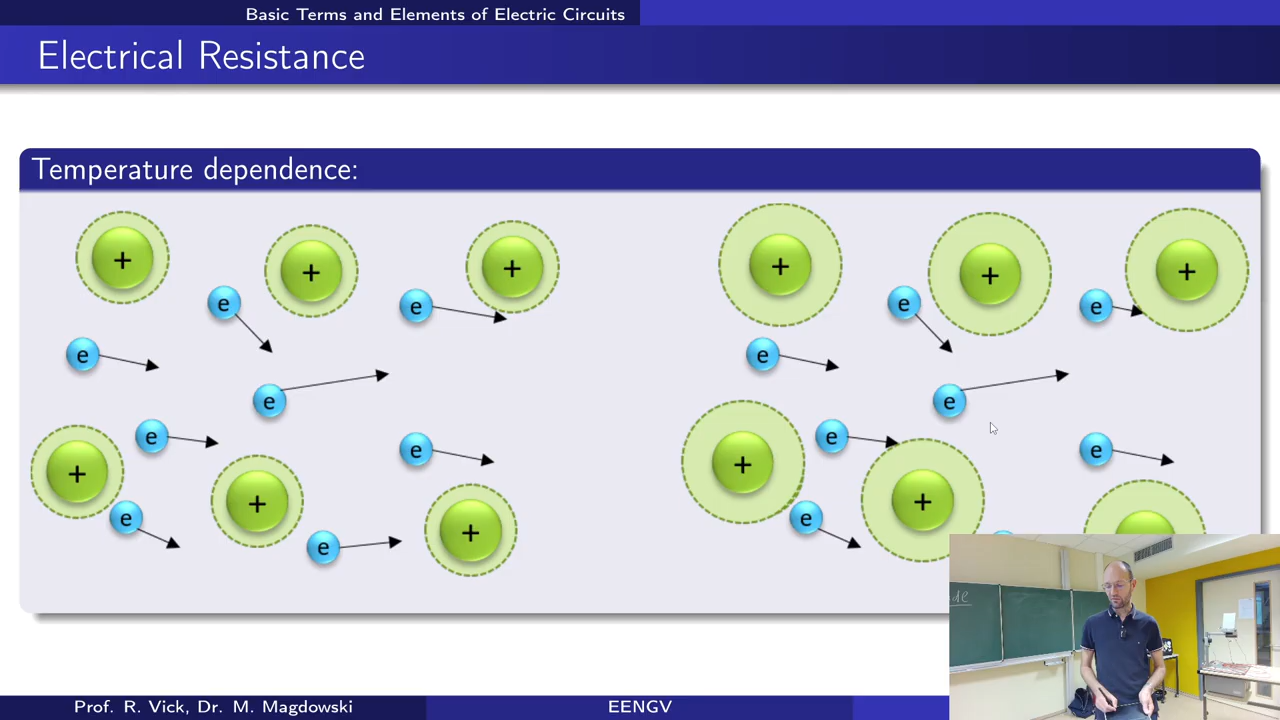 Basic Terms and Elements of Electric Circuits
Electrical Resistance
Temperature dependence:
+ + + + + +
e e e e
e e
e e
+ e e + e e
+ + + +
e e
e
Prof. R. Vick, Dr. M. Magdowski EENGV